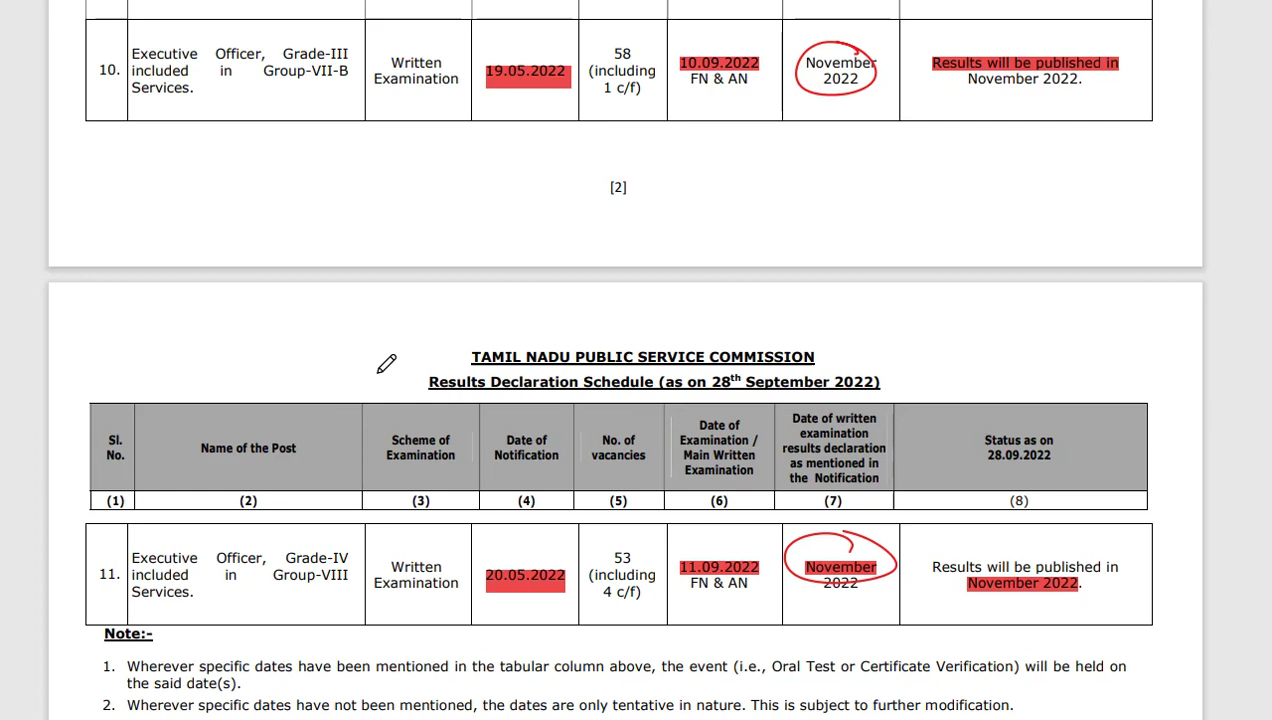 10.
Executive Officer, Grade-III
included in Group-VII-B
Services.
Written
Examination
19.05.2022
58
(including
1 c/f)
10.09.2022
FN & AN
November
2022
Results will be published in
November 2022.
[2]
TAMIL NADU PUBLIC SERVICE COMMISSION
Results Declaration Schedule (as on 28th September 2022)
Sl.
No.
Name of the Post
Scheme of
Examination
Date of
Notification
No. of
vacancies
Date of
Examination /
Main Written
Examination
Date of written
examination
results declaration
as mentioned in
the Notification
Status as on
28.09.2022
(1)
(2)
(3)
(4)
(5)
(6)
(7)
(8)
11.
Executive Officer, Grade-IV
included in Group-VIII
Services.
Written
Examination
20.05.2022
53
(including
4 c/f)
11.09.2022
FN & AN
November
2022
Results will be published in
November 2022.
Note:-
1. Wherever specific dates have been mentioned in the tabular column above, the event (i.e., Oral Test or Certificate Verification) will be held on
the said date(s).
2. Wherever specific dates have not been mentioned, the dates are only tentative in nature. This is subject to further modification.